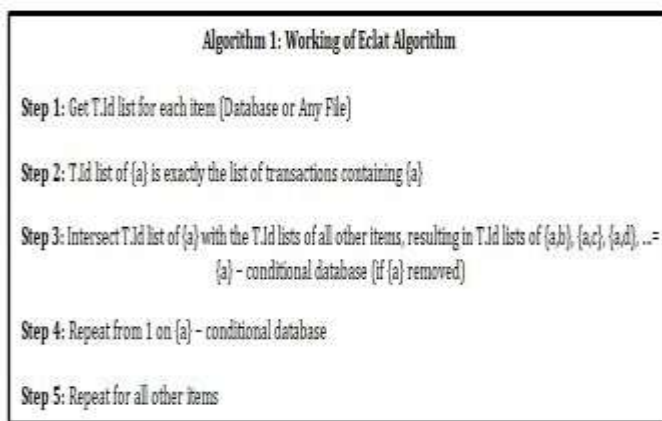 Algorithm 1: Working of Eclat Algorithm
Step 1: Get T.Id list for each item (Database or Any File)
Step 2: T.Id list of {a} is exactly the list of transactions containing {a}
Step 3: Intersect T.Id list of {a} with the T.Id lists of all other items, resulting in T.Id lists of {a,b}, {a,c}, {a,d}, ...=
{a} – conditional database (if {a} removed)
Step 4: Repeat from 1 on {a} – conditional database
Step 5: Repeat for all other items